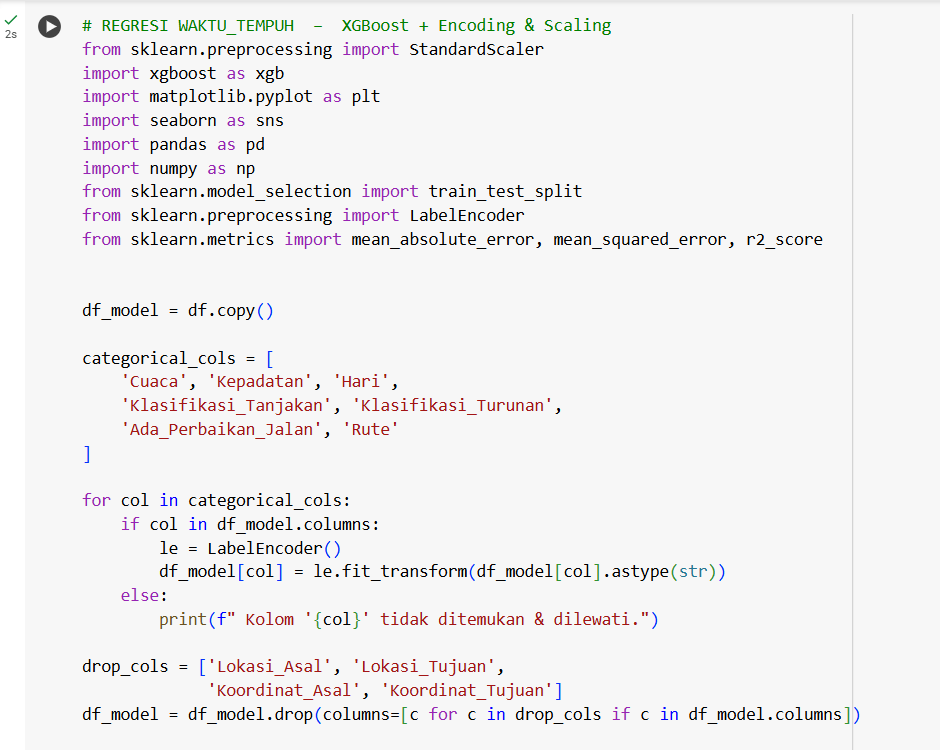 2s
# REGRESI WAKTU_TEMPUH  –  XGBoost + Encoding & Scaling
from sklearn.preprocessing import StandardScaler
import xgboost as xgb
import matplotlib.pyplot as plt
import seaborn as sns
import pandas as pd
import numpy as np
from sklearn.model_selection import train_test_split
from sklearn.preprocessing import LabelEncoder
from sklearn.metrics import mean_absolute_error, mean_squared_error, r2_score
df_model = df.copy()
categorical_cols = [
    'Cuaca', 'Kepadatan', 'Hari',
    'Klasifikasi_Tanjakan', 'Klasifikasi_Turunan',
    'Ada_Perbaikan_Jalan', 'Rute'
]
for col in categorical_cols:
    if col in df_model.columns:
        le = LabelEncoder()
        df_model[col] = le.fit_transform(df_model[col].astype(str))
    else:
        print(f" Kolom '{col}' tidak ditemukan & dilewati.")
drop_cols = ['Lokasi_Asal', 'Lokasi_Tujuan',
             'Koordinat_Asal', 'Koordinat_Tujuan']
df_model = df_model.drop(columns=[c for c in drop_cols if c in df_model.columns])